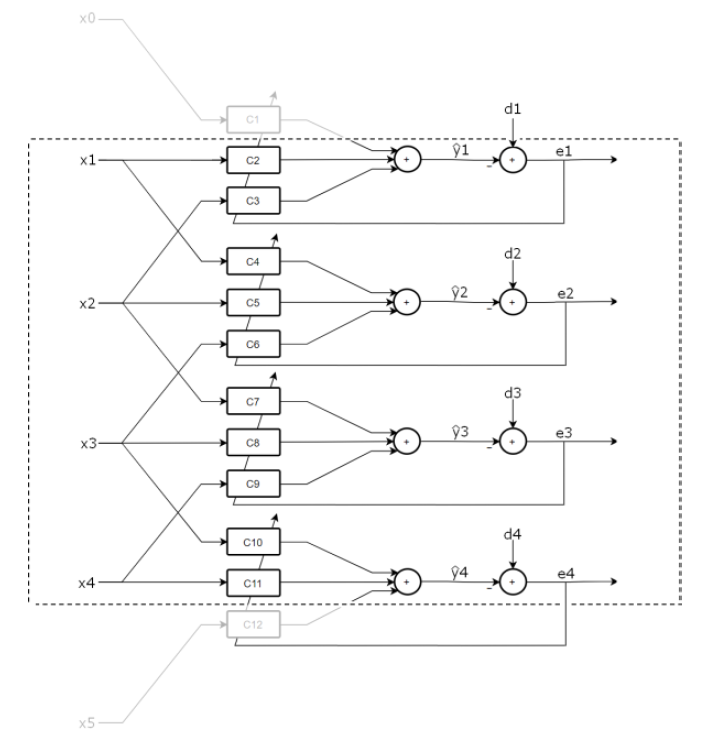 x0
C1
d1
x1
C2
+
ŷ1
-
+
e1
C3
C4
d2
x2
C5
+
ŷ2
-
+
e2
C6
C7
d3
x3
C8
+
ŷ3
-
+
e3
C9
C10
d4
x4
C11
+
ŷ4
-
+
e4
C12
x5